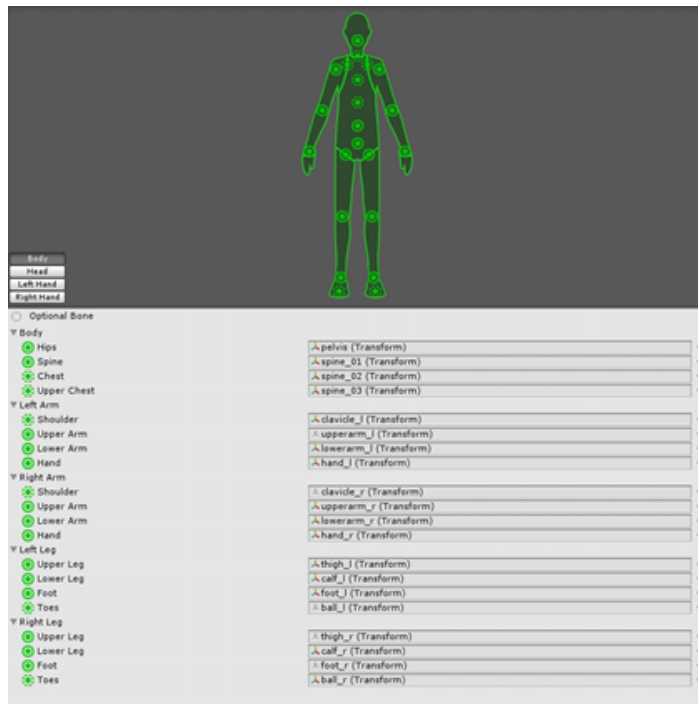 Body
Head
Left Hand
Right Hand
Optional Bone
Body
Hips pelvis (Transform)
Spine spine_01 (Transform)
Chest spine_02 (Transform)
Upper Chest spine_03 (Transform)
Left Arm
Shoulder clavicle_l (Transform)
Upper Arm upperarm_l (Transform)
Lower Arm lowerarm_l (Transform)
Hand hand_l (Transform)
Right Arm
Shoulder clavicle_r (Transform)
Upper Arm upperarm_r (Transform)
Lower Arm lowerarm_r (Transform)
Hand hand_r (Transform)
Left Leg
Upper Leg thigh_l (Transform)
Lower Leg calf_l (Transform)
Foot foot_l (Transform)
Toes ball_l (Transform)
Right Leg
Upper Leg thigh_r (Transform)
Lower Leg calf_r (Transform)
Foot foot_r (Transform)
Toes ball_r (Transform)